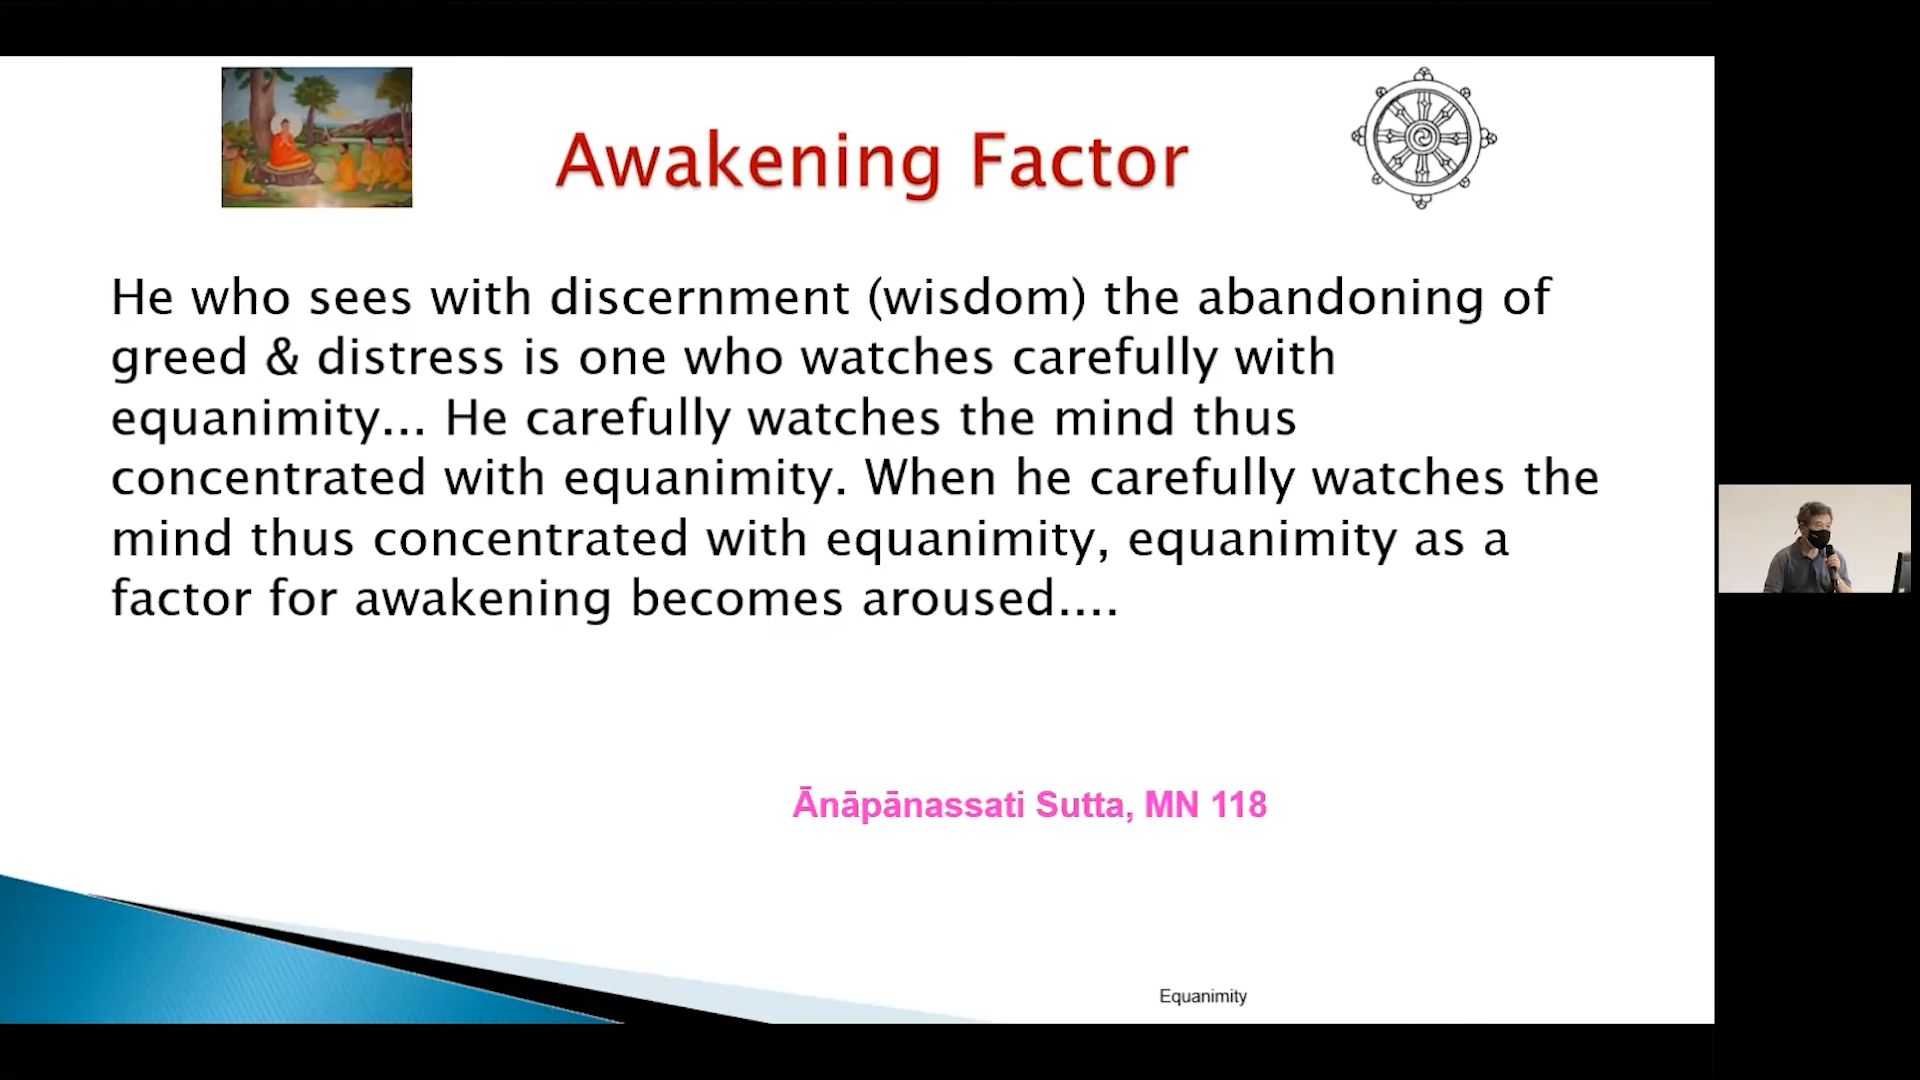 Awakening Factor
He who sees with discernment (wisdom) the abandoning of
greed & distress is one who watches carefully with
equanimity... He carefully watches the mind thus
concentrated with equanimity. When he carefully watches the
mind thus concentrated with equanimity, equanimity as a
factor for awakening becomes aroused....
Ānāpānassati Sutta, MN 118
Equanimity